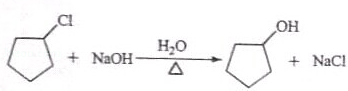 Cl
OH
+ NaOH H₂O + NaCl
△